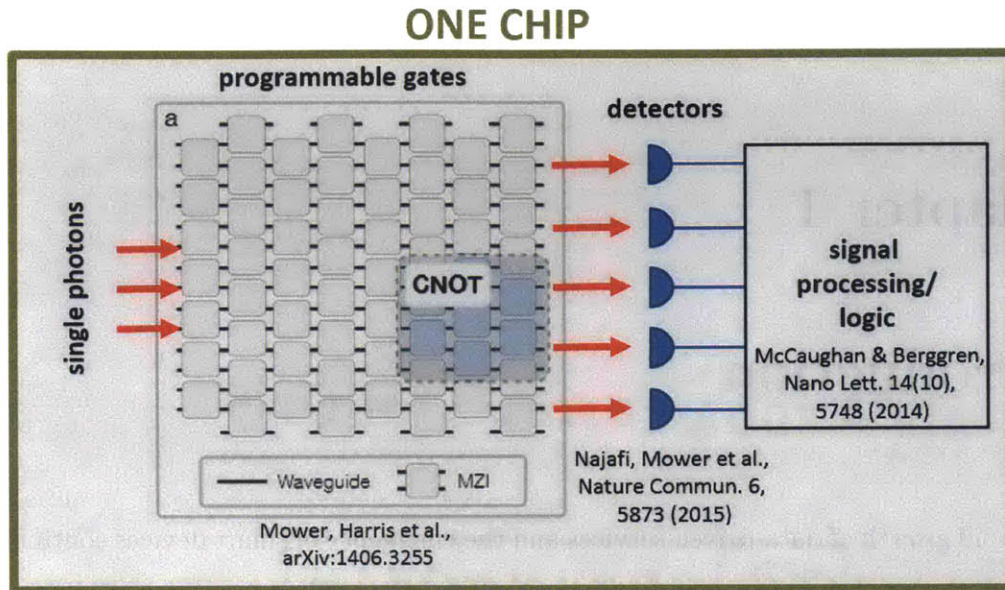 ONE CHIP
programmable gates
a
single photons
CNOT
Waveguide
MZI
Mower, Harris et al.,
arXiv:1406.3255
detectors
Najafi, Mower et al.,
Nature Commun. 6,
5873 (2015)
signal
processing/
logic
McCaughan & Berggren,
Nano Lett. 14(10),
5748 (2014)